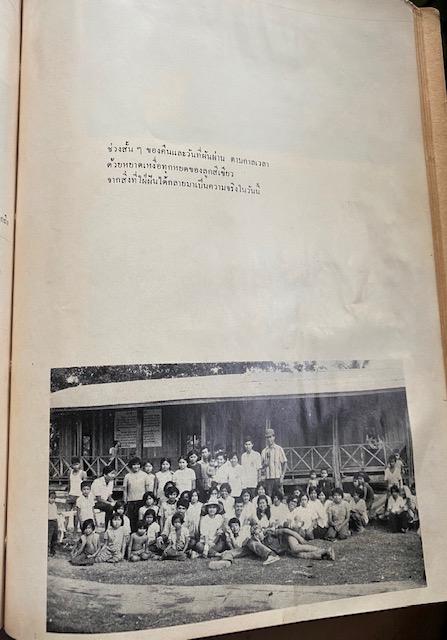 ช่วงสั้น ๆ ของคืนและวันที่ผันผ่าน ตามกาลเวลา
ด้วยหยาดเหงื่อทุกหยดของลูกสีเขียว
จากสิ่งที่ใฝ่ฝันได้กลายมาเป็นความจริงในวันนี้